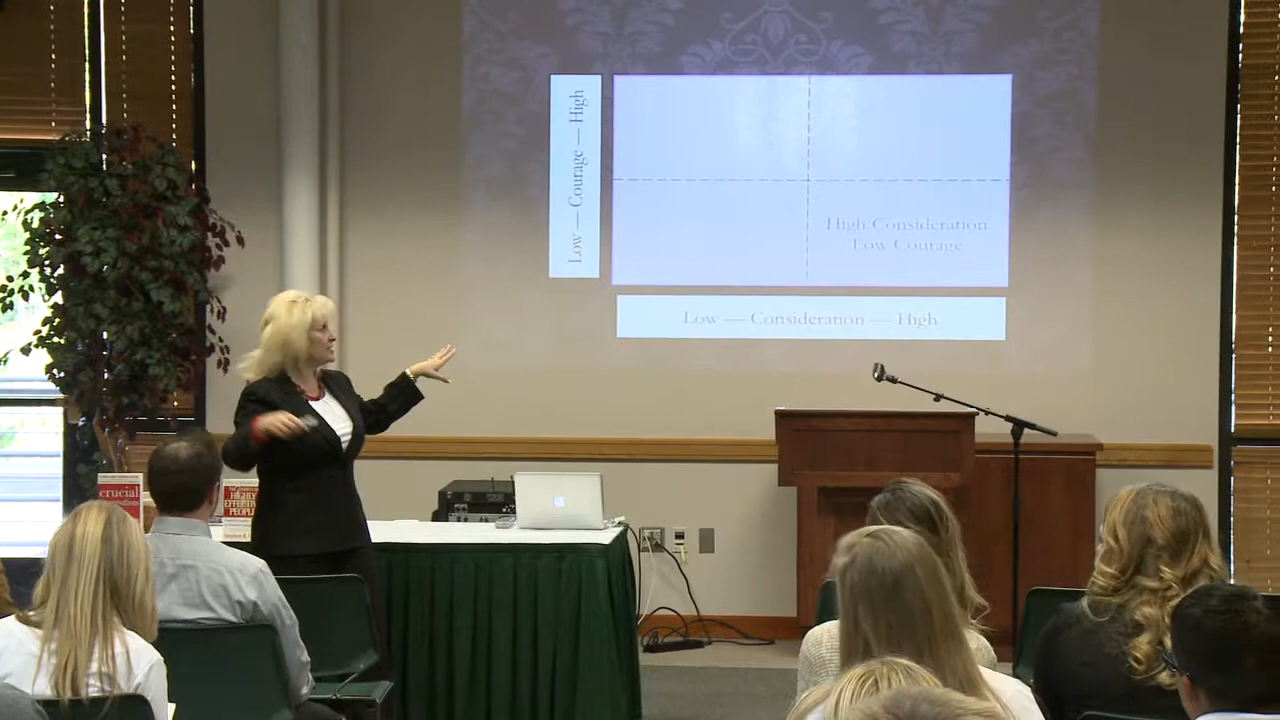 Low — Courage — High
High Consideration
Low Courage
Low — Consideration — High
crucial
HIGHLY
EFFECTIVE
PEOPLE